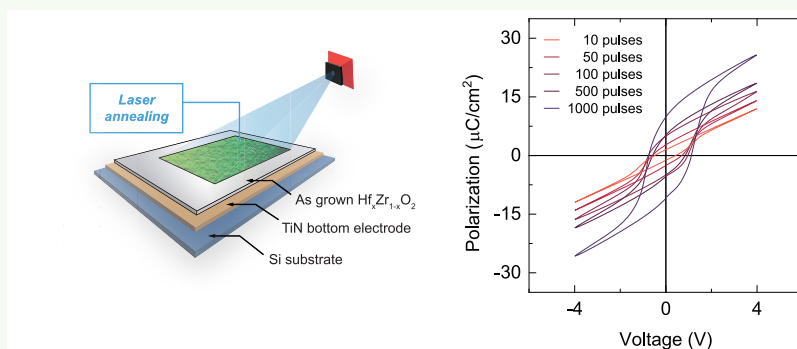 Laser
annealing
As grown HfₓZr₁₋ₓO₂
TiN bottom electrode
Si substrate
10 pulses
50 pulses
100 pulses
500 pulses
1000 pulses
30
15
0
-15
-30
-4
0
4
Polarization (μC/cm²)
Voltage (V)